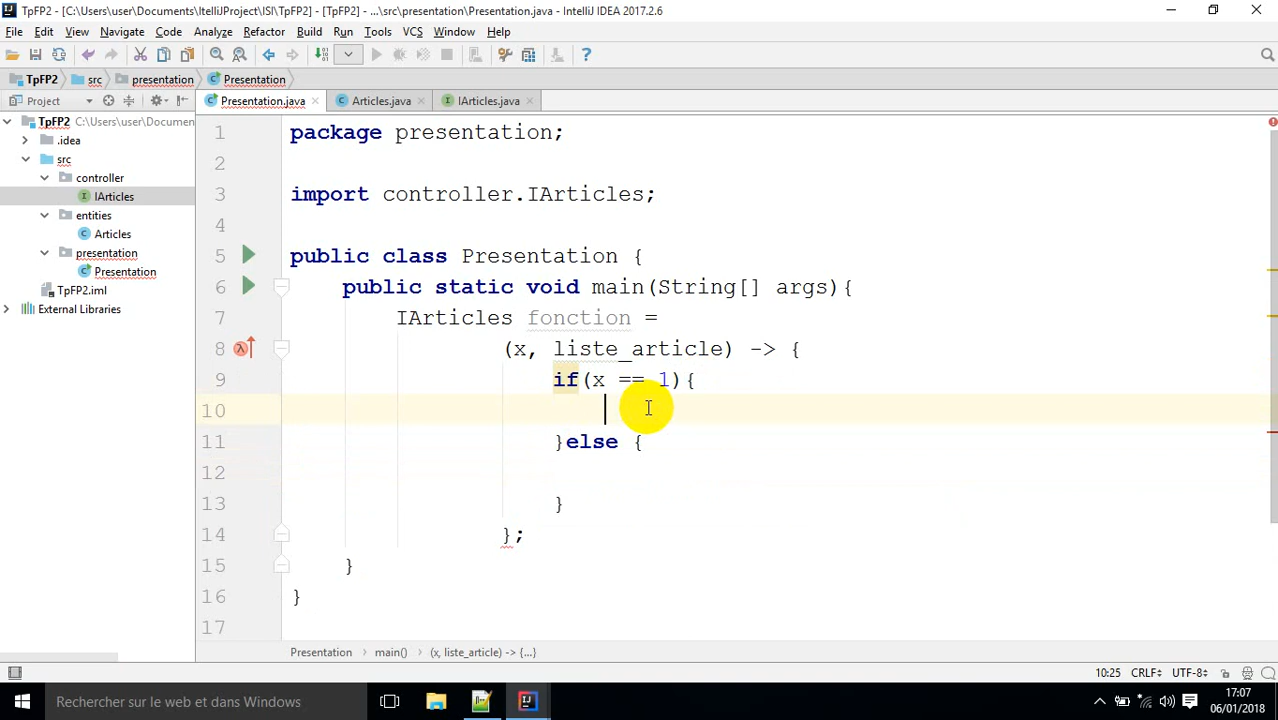 TpFP2 - [C:\Users\user\Documents\ItelliJProject\ISI\TpFP2] - [TpFP2] - ...\src\presentation\Presentation.java - IntelliJ IDEA 2017.2.6
File Edit View Navigate Code Analyze Refactor Build Run Tools VCS Window Help
TpFP2 src presentation Presentation
Project
Presentation.java Articles.java IArticles.java
TpFP2 C:\Users\user\Documen
.idea
src
controller
IArticles
entities
Articles
presentation
Presentation
TpFP2.iml
External Libraries
1 package presentation;
2
3 import controller.IArticles;
4
5 public class Presentation {
6 public static void main(String[] args){
7 IArticles fonction =
8 (x, liste_article) -> {
9 if(x == 1){
10
11 }else {
12
13 }
14 };
15 }
16 }
17
Presentation main() (x, liste_article) -> {...}
10:25 CRLF UTF-8
Rechercher sur le web et dans Windows
17:07
06/01/2018